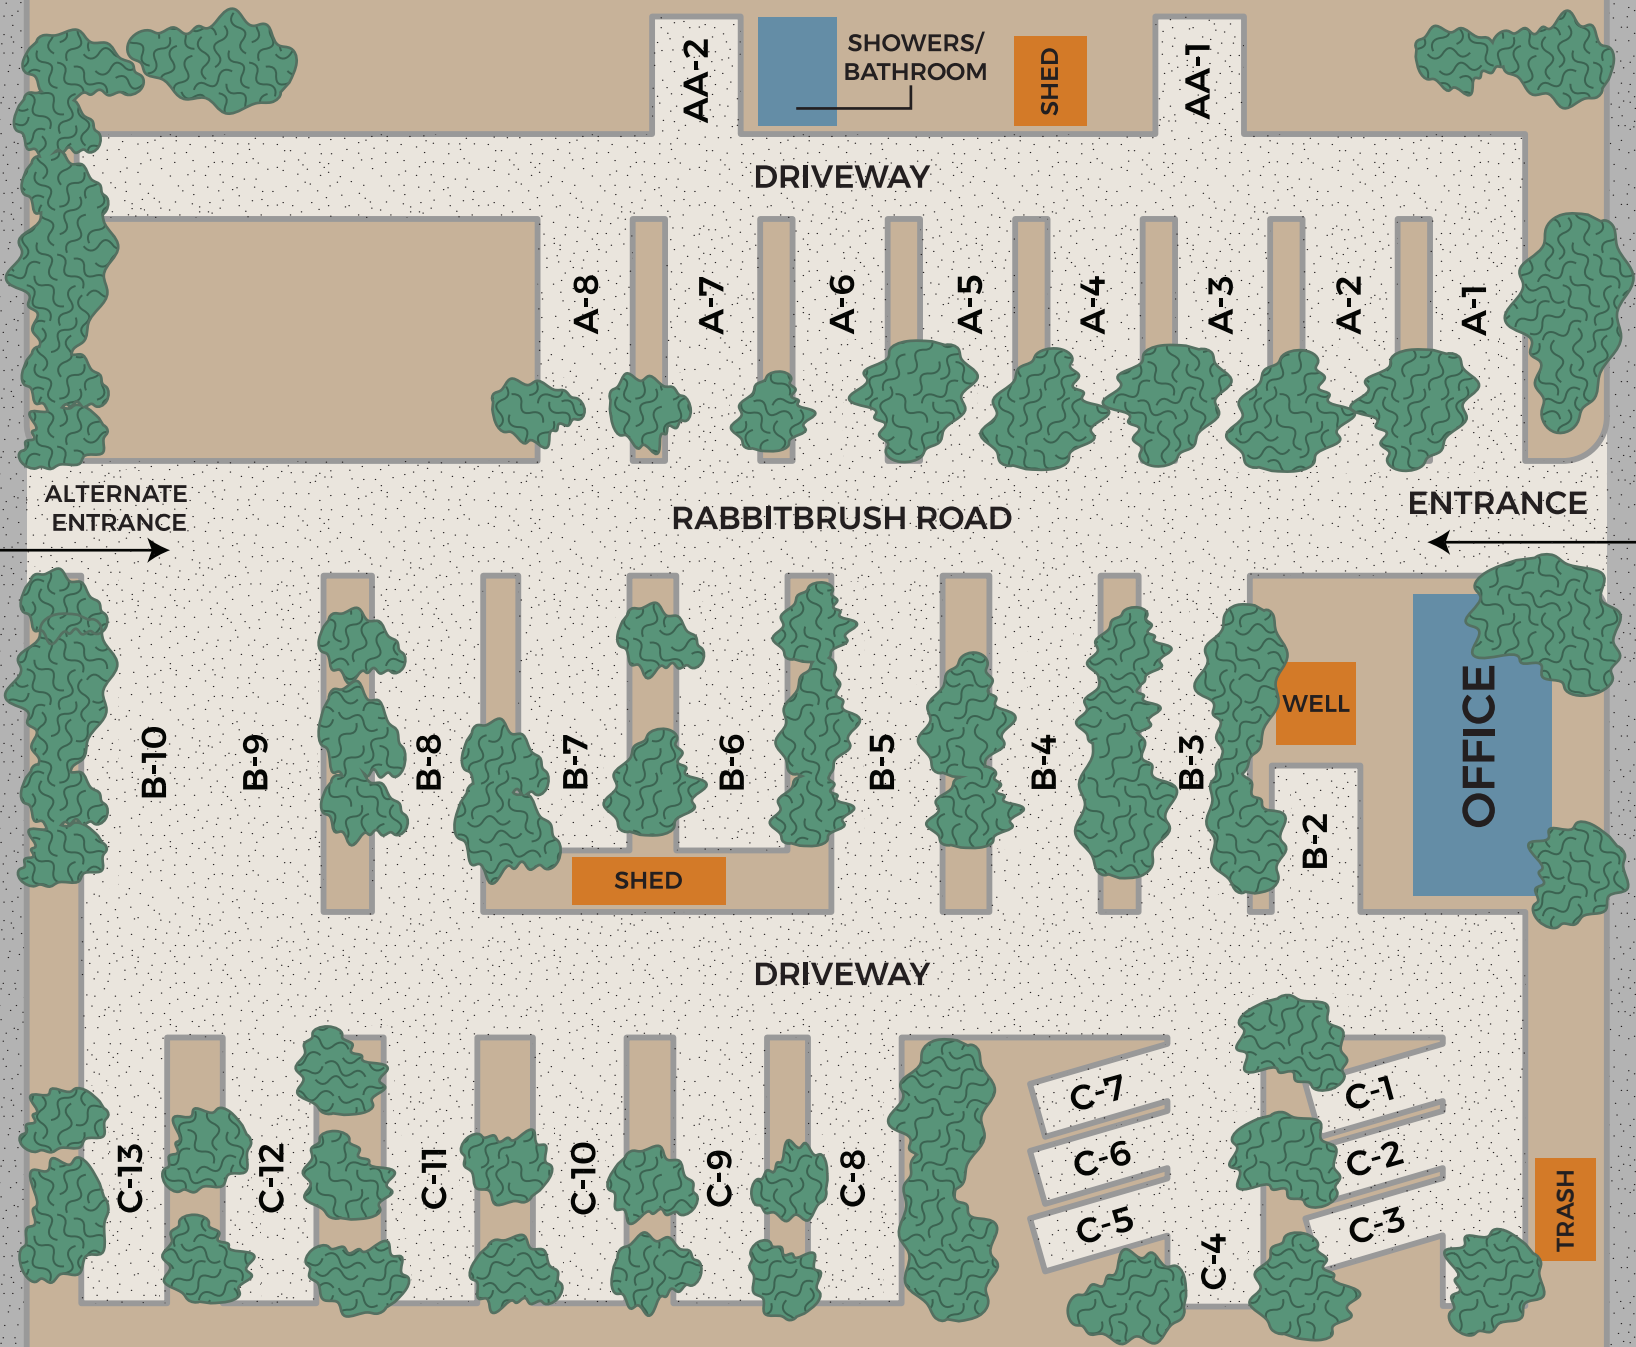 AA-2
SHOWERS/
BATHROOM
SHED
AA-1
DRIVEWAY
A-8
A-7
A-6
A-5
A-4
A-3
A-2
A-1
ALTERNATE
ENTRANCE
RABBITBRUSH ROAD
ENTRANCE
B-10
B-9
B-8
B-7
B-6
B-5
B-4
B-3
WELL
B-2
OFFICE
SHED
DRIVEWAY
C-13
C-12
C-11
C-10
C-9
C-8
C-7
C-6
C-5
C-4
C-1
C-2
C-3
TRASH